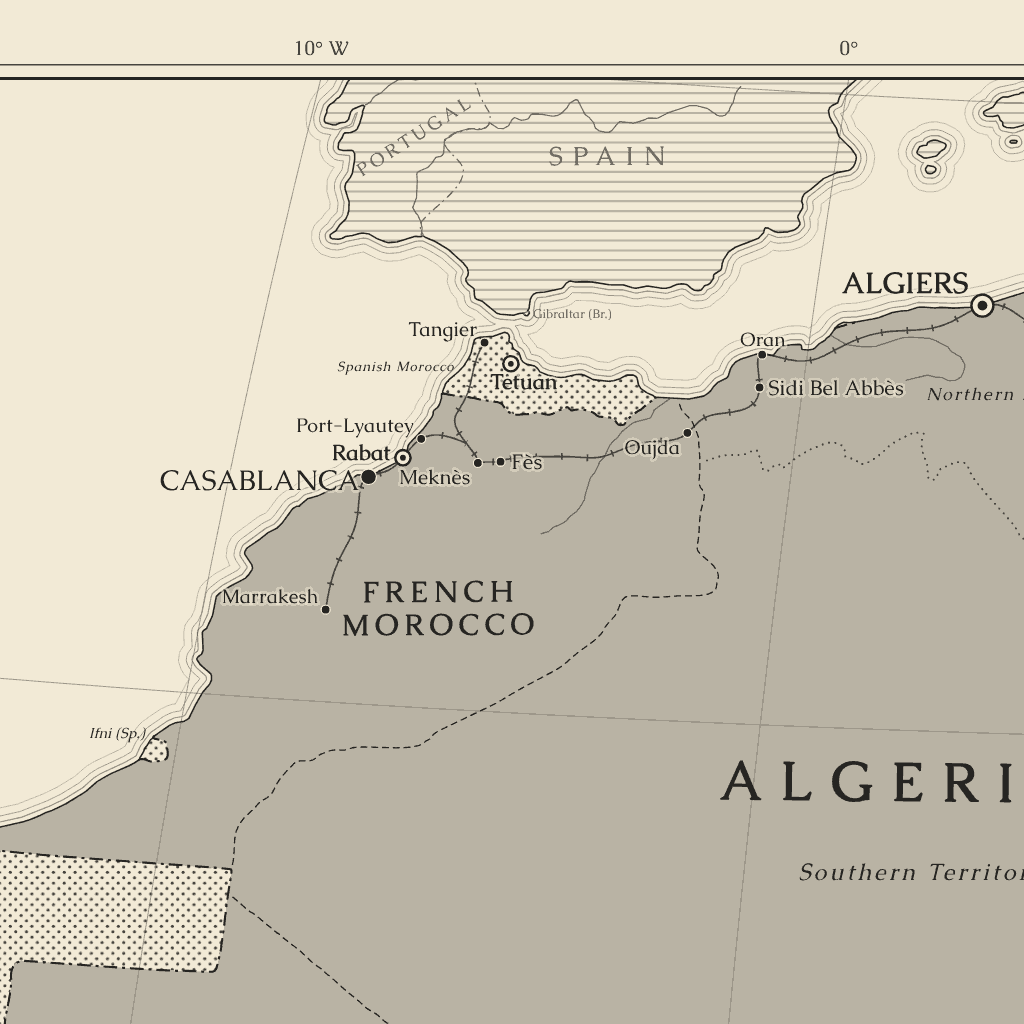 10° W
0°
PORTUGAL
SPAIN
ALGIERS
Gibraltar (Br.)
Tangier
Oran
Spanish Morocco
Tetuan
Sidi Bel Abbès
Northern
Port-Lyautey
Rabat
Oujda
Fès
CASABLANCA
Meknès
FRENCH
MOROCCO
Marrakesh
Ifni (Sp.)
ALGERI
Southern Territor